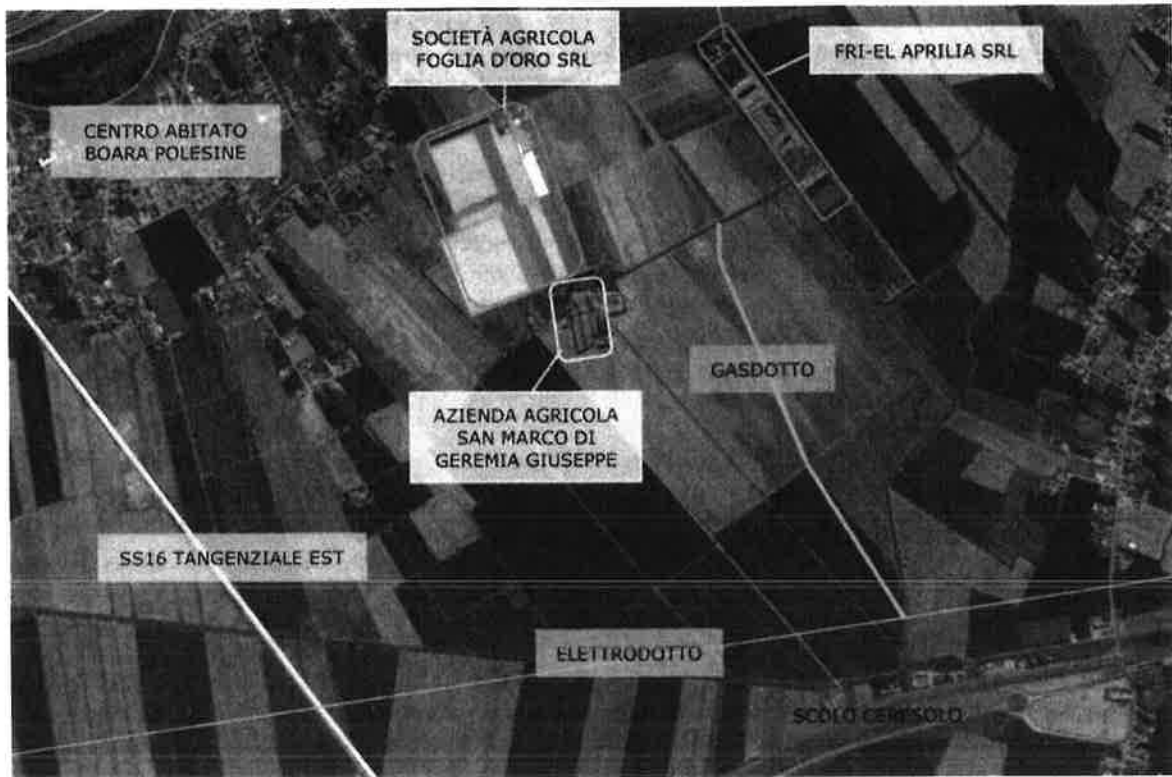 SOCIETÀ AGRICOLA
FOGLIA D'ORO SRL
FRI-EL APRILIA SRL
CENTRO ABITATO
BOARA POLESINE
GASDOTTO
AZIENDA AGRICOLA
SAN MARCO DI
GEREMIA GIUSEPPE
SS16 TANGENZIALE EST
ELETTRODOTTO
SCOLO CERESOLO